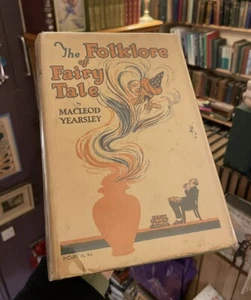 The Folklore
of
Fairy
Tale
by
MACLEOD
YEARSLEY